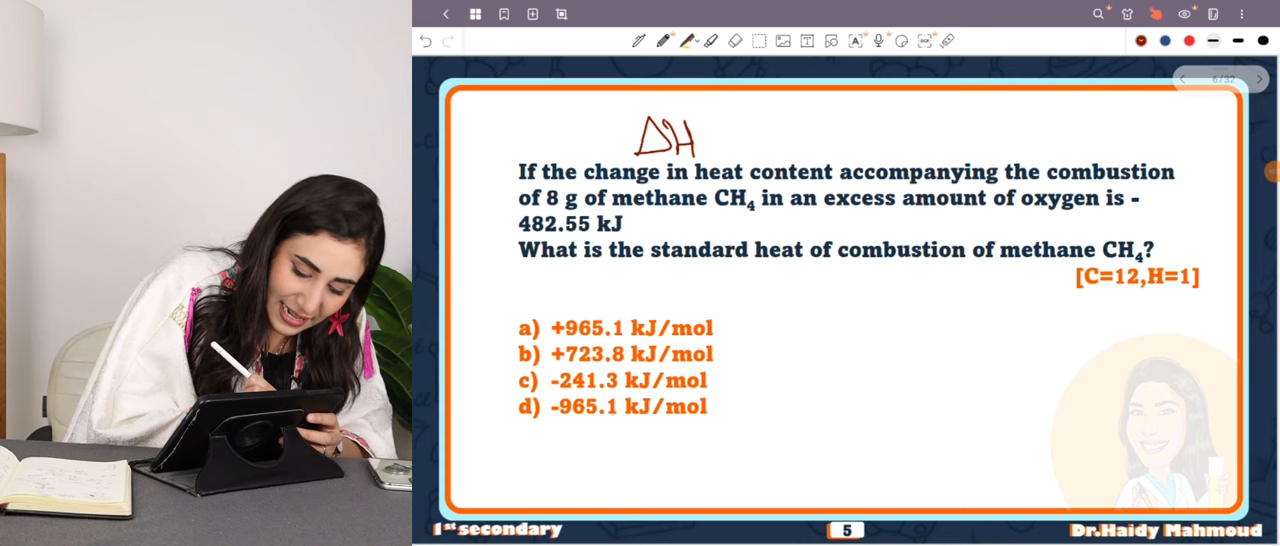 6/32
ΔH
If the change in heat content accompanying the combustion
of 8 g of methane CH₄ in an excess amount of oxygen is -
482.55 kJ
What is the standard heat of combustion of methane CH₄?
[C=12,H=1]
a) +965.1 kJ/mol
b) +723.8 kJ/mol
c) -241.3 kJ/mol
d) -965.1 kJ/mol
1st secondary
5
Dr.Haidy Mahmoud